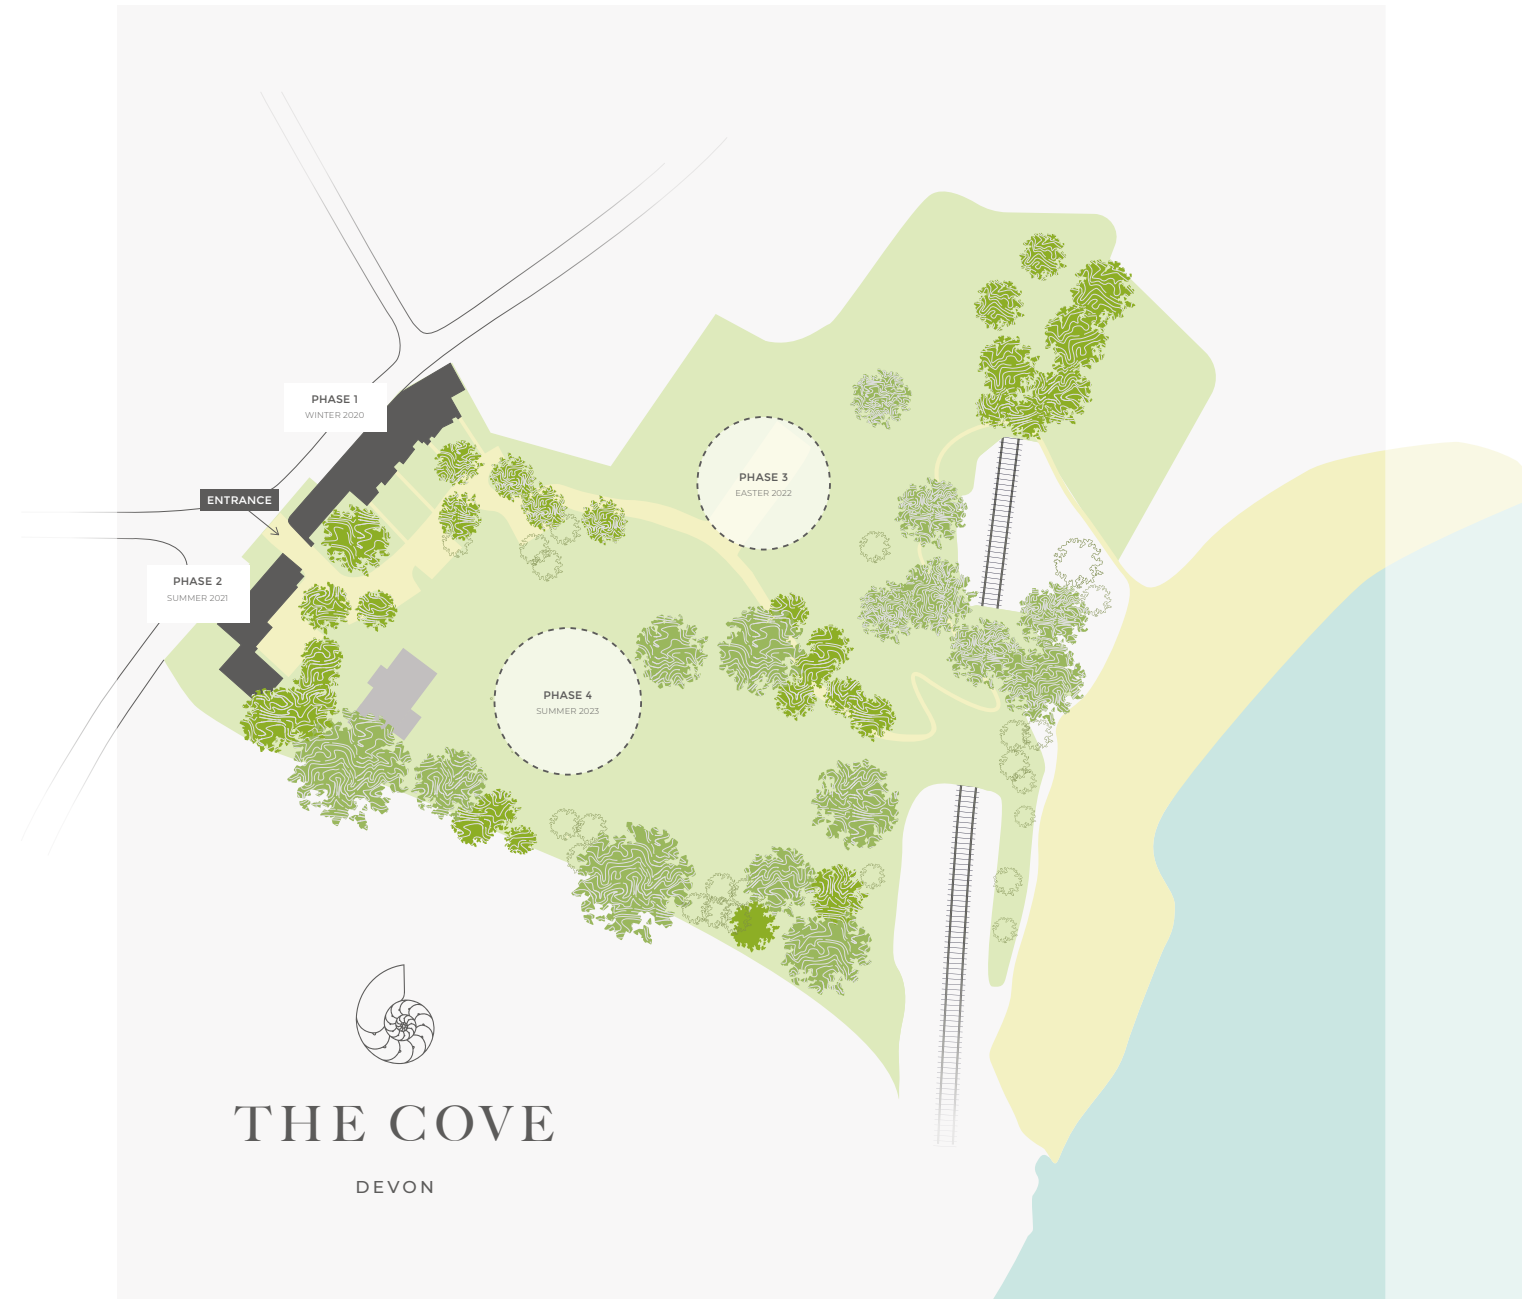 PHASE 1
WINTER 2020
ENTRANCE
PHASE 2
SUMMER 2021
PHASE 3
EASTER 2022
PHASE 4
SUMMER 2023
THE COVE
DEVON